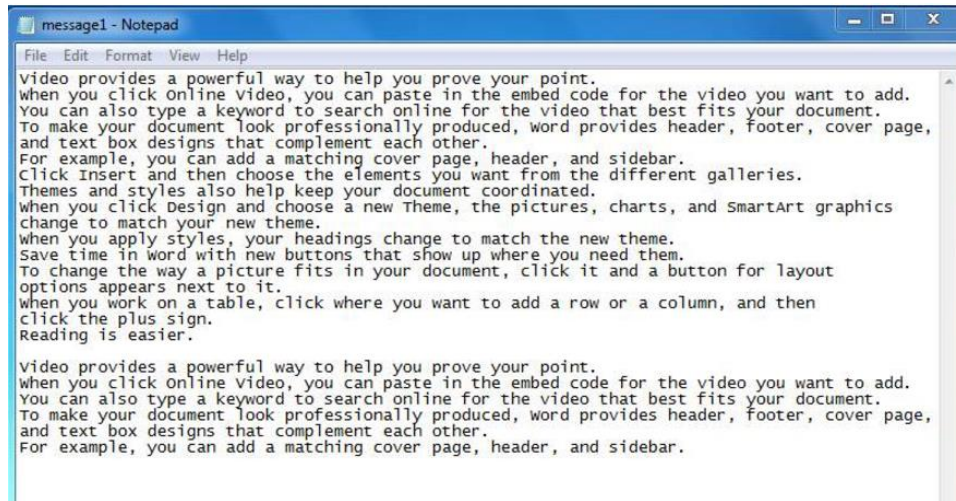 message1 - Notepad
File Edit Format View Help
Video provides a powerful way to help you prove your point.
When you click Online Video, you can paste in the embed code for the video you want to add.
You can also type a keyword to search online for the video that best fits your document.
To make your document look professionally produced, Word provides header, footer, cover page,
and text box designs that complement each other.
For example, you can add a matching cover page, header, and sidebar.
Click Insert and then choose the elements you want from the different galleries.
Themes and styles also help keep your document coordinated.
When you click Design and choose a new Theme, the pictures, charts, and SmartArt graphics
change to match your new theme.
When you apply styles, your headings change to match the new theme.
Save time in Word with new buttons that show up where you need them.
To change the way a picture fits in your document, click it and a button for layout
options appears next to it.
When you work on a table, click where you want to add a row or a column, and then
click the plus sign.
Reading is easier.

Video provides a powerful way to help you prove your point.
When you click Online Video, you can paste in the embed code for the video you want to add.
You can also type a keyword to search online for the video that best fits your document.
To make your document look professionally produced, Word provides header, footer, cover page,
and text box designs that complement each other.
For example, you can add a matching cover page, header, and sidebar.